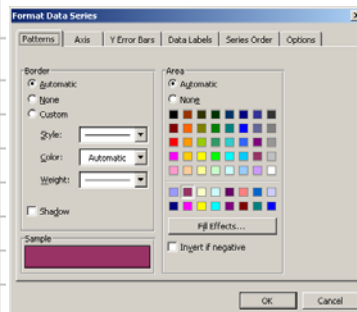 Format Data Series
Patterns Axis Y Error Bars Data Labels Series Order Options
Border
Automatic
None
Custom
Style:
Color: Automatic
Weight:
Shadow
Sample
Area
Automatic
None
Fill Effects...
Invert if negative
OK Cancel